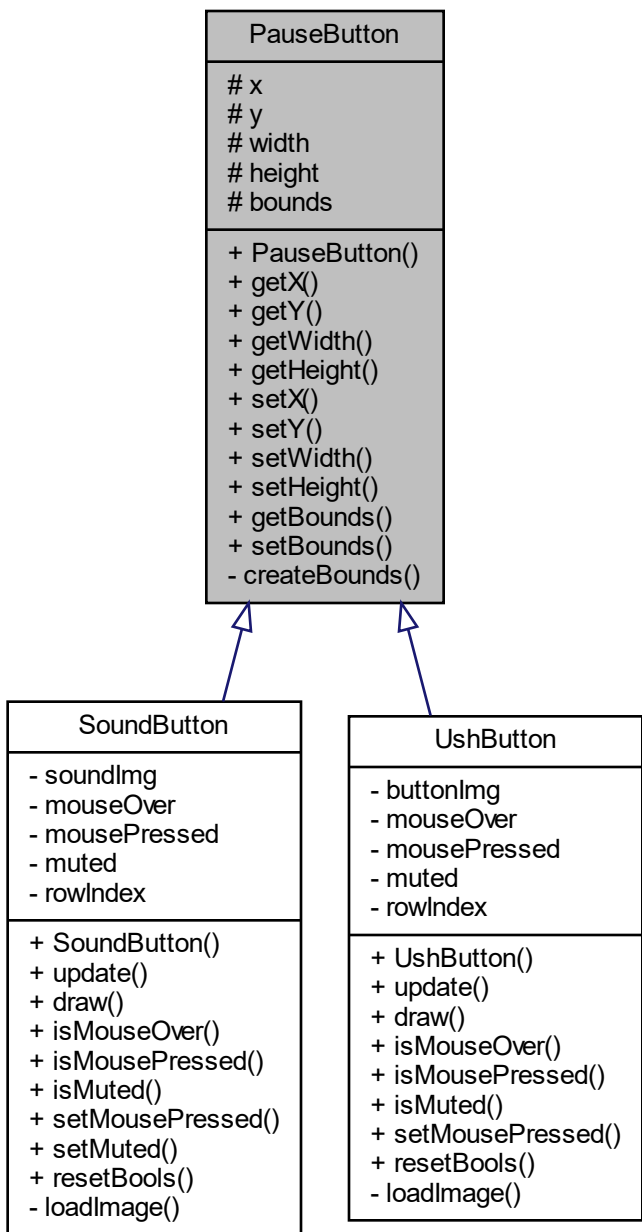 PauseButton
# x
# y
# width
# height
# bounds
+ PauseButton()
+ getX()
+ getY()
+ getWidth()
+ getHeight()
+ setX()
+ setY()
+ setWidth()
+ setHeight()
+ getBounds()
+ setBounds()
- createBounds()
SoundButton
- soundImg
- mouseOver
- mousePressed
- muted
- rowIndex
+ SoundButton()
+ update()
+ draw()
+ isMouseOver()
+ isMousePressed()
+ isMuted()
+ setMousePressed()
+ setMuted()
+ resetBools()
- loadImage()
UshButton
- buttonImg
- mouseOver
- mousePressed
- muted
- rowIndex
+ UshButton()
+ update()
+ draw()
+ isMouseOver()
+ isMousePressed()
+ isMuted()
+ setMousePressed()
+ resetBools()
- loadImage()